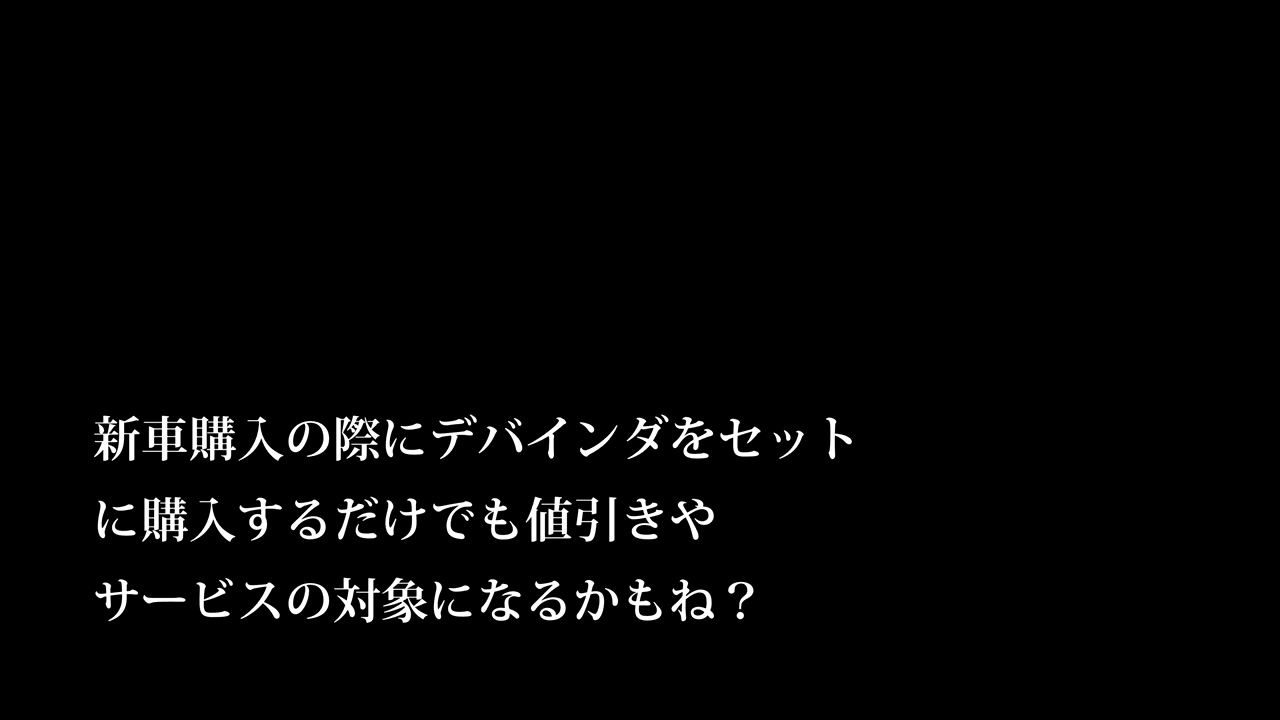 新車購入の際にデバインダをセット
に購入するだけでも値引きや
サービスの対象になるかもね？